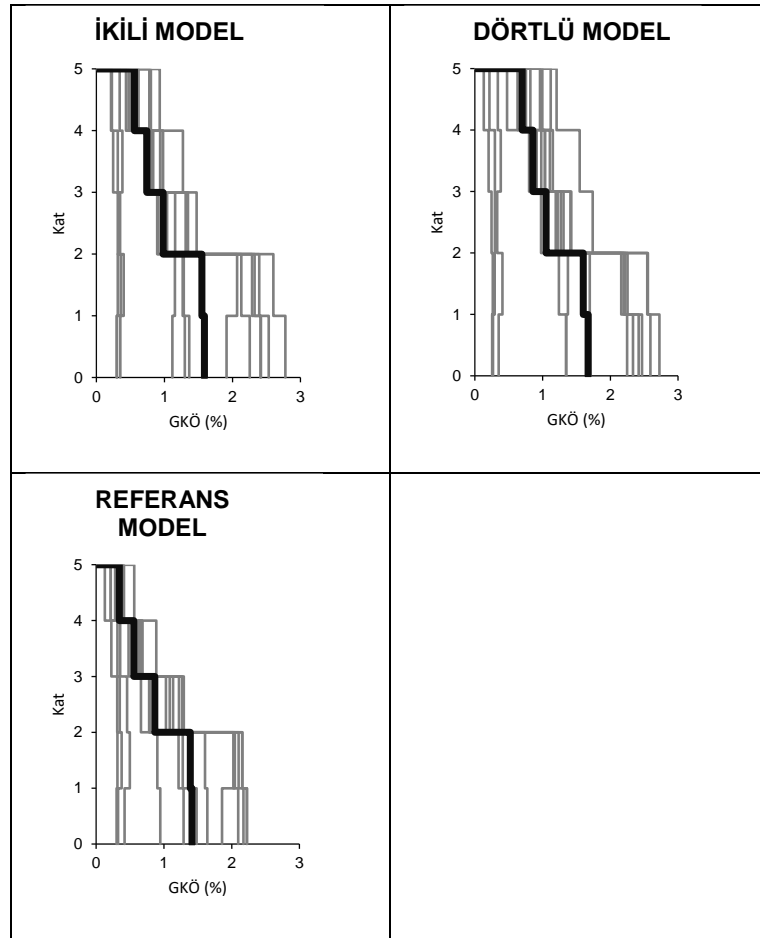 İKİLİ MODEL
5
4
3
2
1
0
Kat
0 1 2 3
GKÖ (%)
DÖRTLÜ MODEL
5
4
3
2
1
0
Kat
0 1 2 3
GKÖ (%)
REFERANS
MODEL
5
4
3
2
1
0
Kat
0 1 2 3
GKÖ (%)